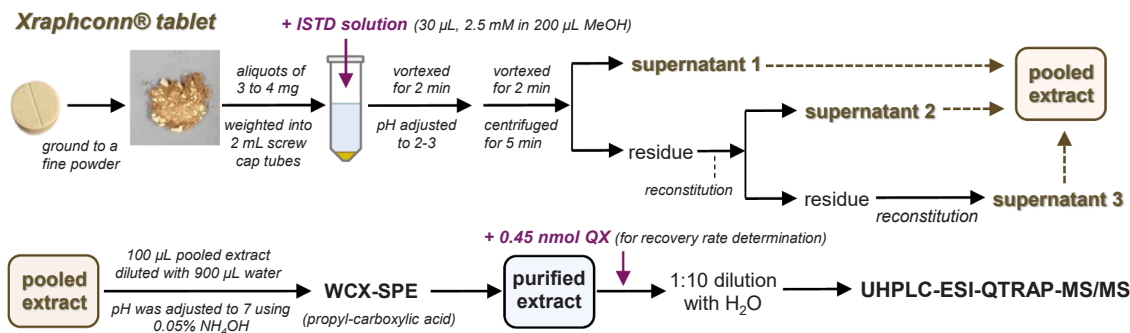 Xraphconn® tablet
+ ISTD solution (30 µL, 2.5 mM in 200 µL MeOH)
ground to a
fine powder
aliquots of
3 to 4 mg
weighted into
2 mL screw
cap tubes
vortexed
for 2 min
pH adjusted
to 2-3
vortexed
for 2 min
centrifuged
for 5 min
supernatant 1
residue
reconstitution
supernatant 2
residue
reconstitution
supernatant 3
pooled
extract
pooled
extract
100 µL pooled extract
diluted with 900 µL water
pH was adjusted to 7 using
0.05% NH₄OH
WCX-SPE
(propyl-carboxylic acid)
purified
extract
+ 0.45 nmol QX (for recovery rate determination)
1:10 dilution
with H₂O
UHPLC-ESI-QTRAP-MS/MS